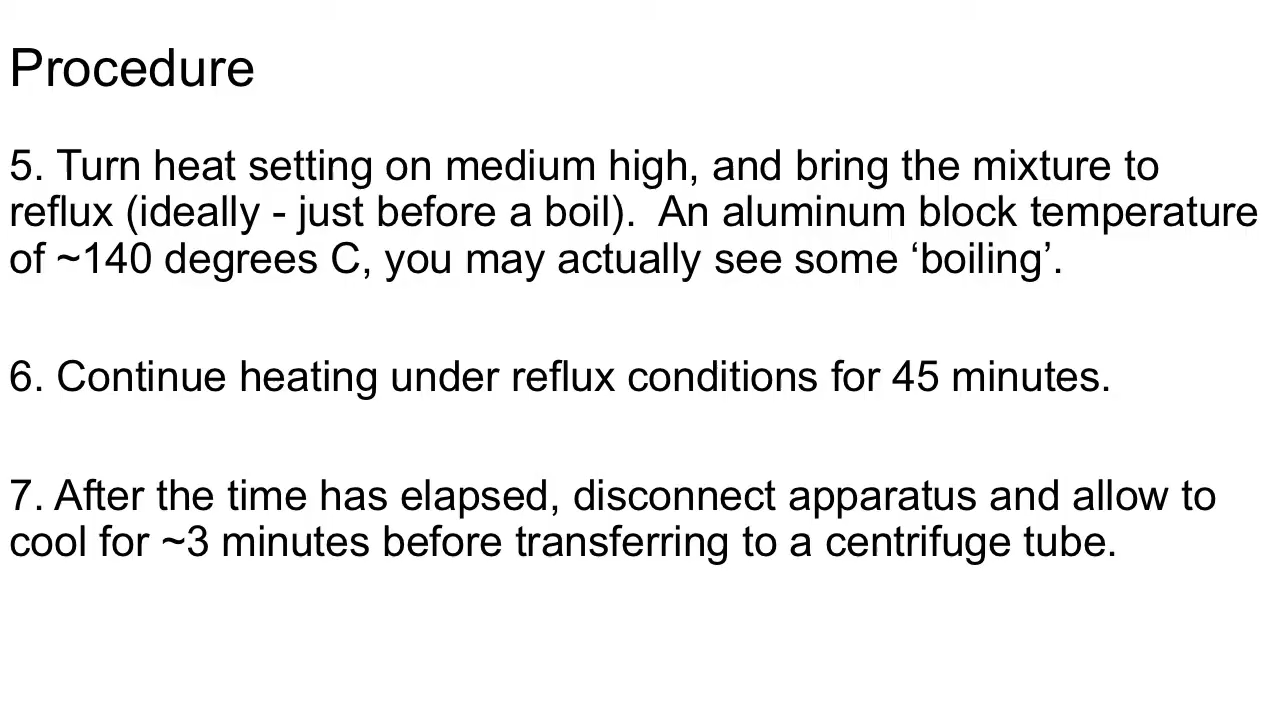 Procedure
5. Turn heat setting on medium high, and bring the mixture to
reflux (ideally - just before a boil).  An aluminum block temperature
of ~140 degrees C, you may actually see some ‘boiling’.
6. Continue heating under reflux conditions for 45 minutes.
7. After the time has elapsed, disconnect apparatus and allow to
cool for ~3 minutes before transferring to a centrifuge tube.